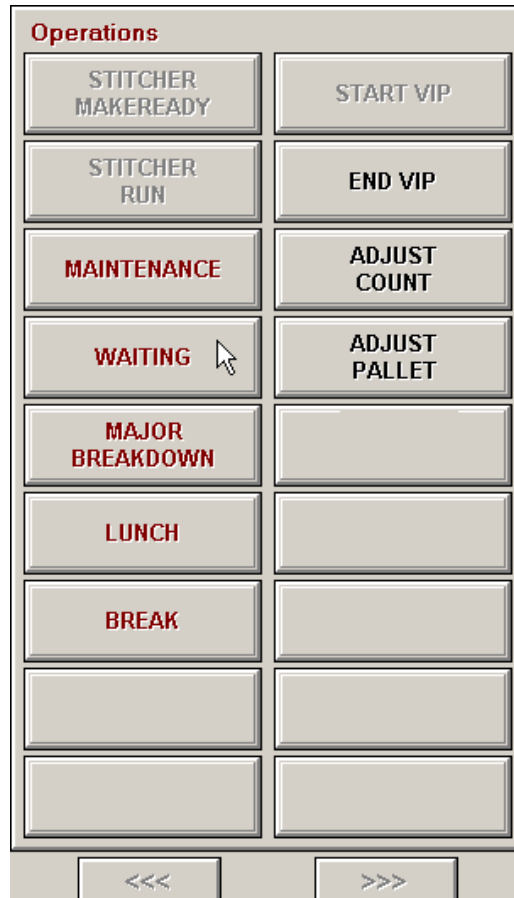 Operations
STITCHER
MAKEREADY
START VIP
STITCHER
RUN
END VIP
MAINTENANCE
ADJUST
COUNT
WAITING
ADJUST
PALLET
MAJOR
BREAKDOWN
LUNCH
BREAK
<<<
>>>